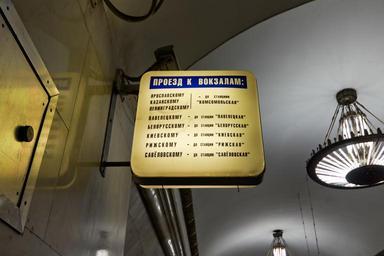 ПРОЕЗД К ВОКЗАЛАМ:
ЯРОСЛАВСКОМУ
КАЗАНСКОМУ
ЛЕНИНГРАДСКОМУ
- ДО СТАНЦИИ
"КОМСОМОЛЬСКАЯ"
ПАВЕЛЕЦКОМУ - ДО СТАНЦИИ "ПАВЕЛЕЦКАЯ"
БЕЛОРУССКОМУ - ДО СТАНЦИИ "БЕЛОРУССКАЯ"
КИЕВСКОМУ - ДО СТАНЦИИ "КИЕВСКАЯ"
РИЖСКОМУ - ДО СТАНЦИИ "РИЖСКАЯ"
САВЁЛОВСКОМУ - ДО СТАНЦИИ "САВЁЛОВСКАЯ"